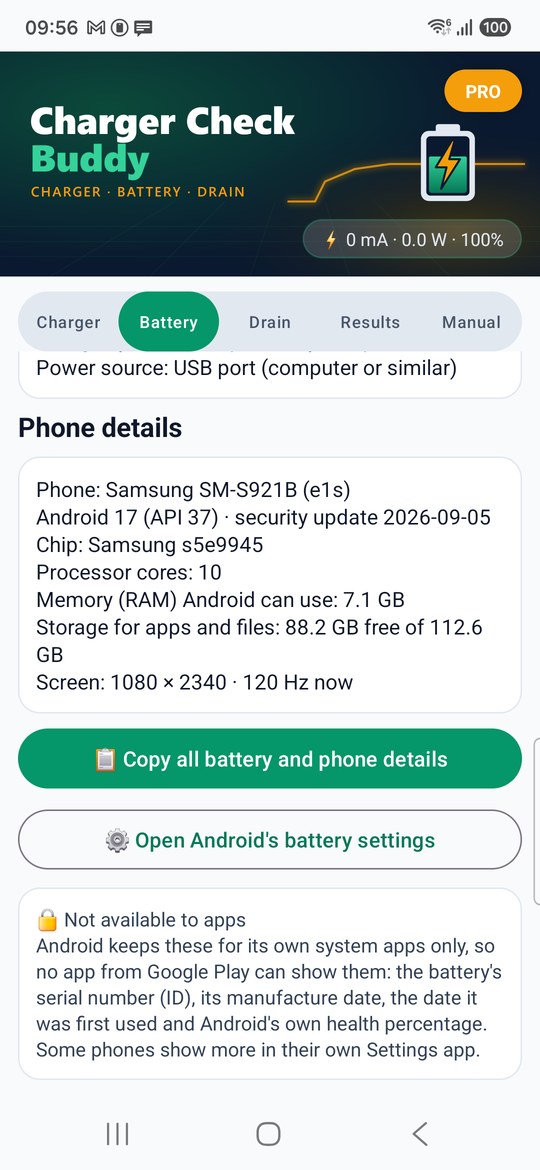 09:56
6
100
PRO
Charger Check
Buddy
CHARGER · BATTERY · DRAIN
0 mA · 0.0 W · 100%
Charger Battery Drain Results Manual
Power source: USB port (computer or similar)
Phone details
Phone: Samsung SM-S921B (e1s)
Android 17 (API 37) · security update 2026-09-05
Chip: Samsung s5e9945
Processor cores: 10
Memory (RAM) Android can use: 7.1 GB
Storage for apps and files: 88.2 GB free of 112.6
GB
Screen: 1080 × 2340 · 120 Hz now
Copy all battery and phone details
Open Android's battery settings
Not available to apps
Android keeps these for its own system apps only, so
no app from Google Play can show them: the battery's
serial number (ID), its manufacture date, the date it
was first used and Android's own health percentage.
Some phones show more in their own Settings app.